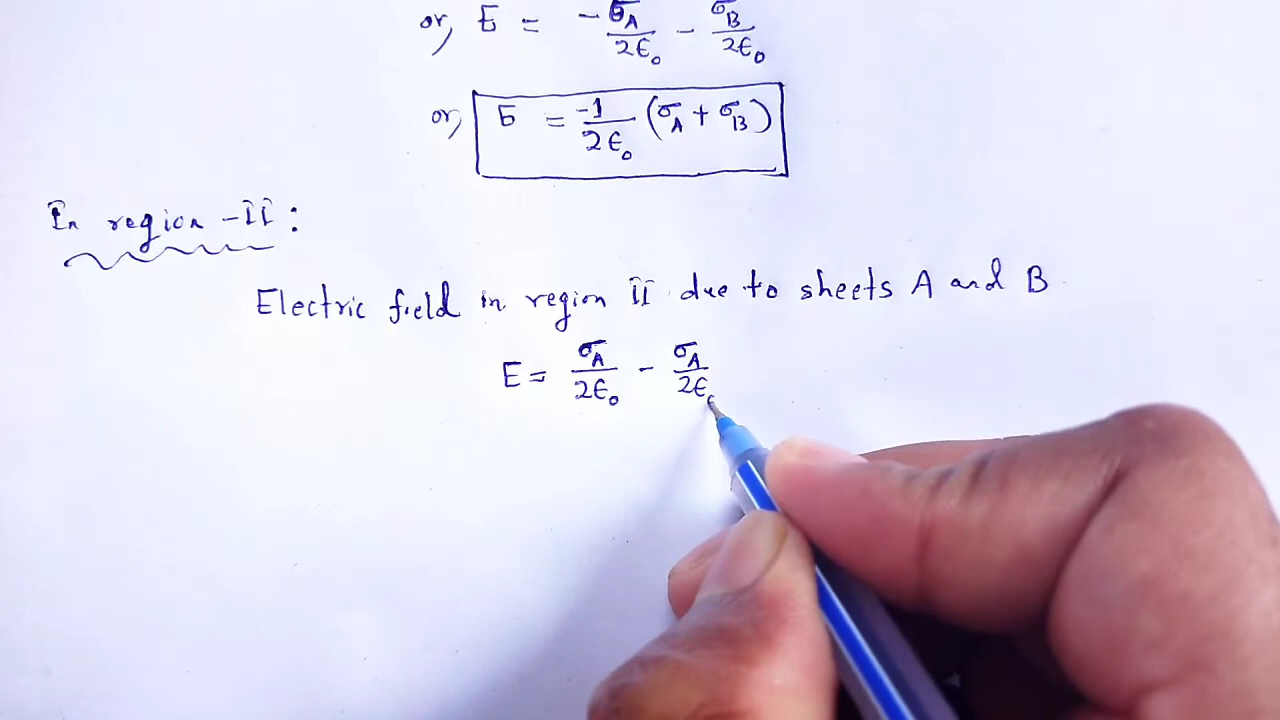 or, E = -σA/2ϵ₀ - σB/2ϵ₀
or, E = -1/2ϵ₀ (σA + σB)
In region -II:
Electric field in region II due to sheets A and B
E = σA/2ϵ₀ - σA/2ϵ₀